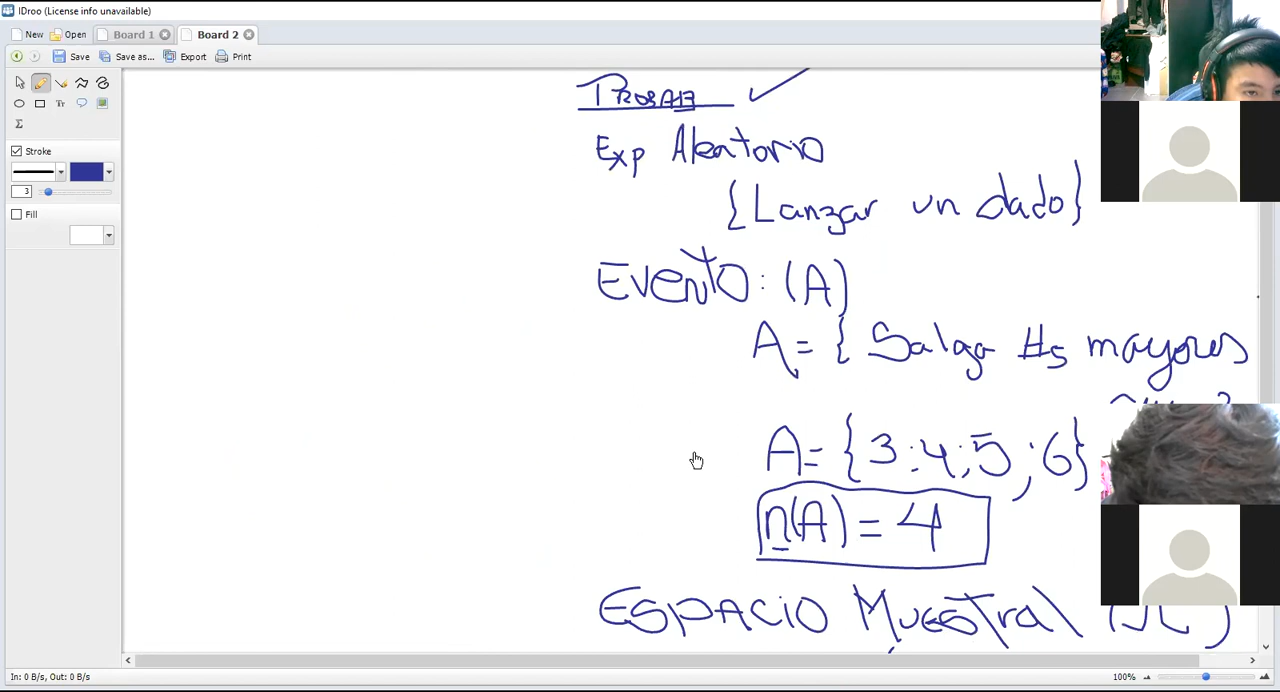 IDroo (License info unavailable)
New Open Board 1 Board 2
Save Save as... Export Print
Tr
Σ
Stroke
3
Fill
Exp Aleatorio
{Lanzar un dado}
Evento: (A)
A = { Salga #s mayores
A = {3;4;5;6}
n(A) = 4
ESPACIO Muestral
In: 0 B/s, Out: 0 B/s
100%